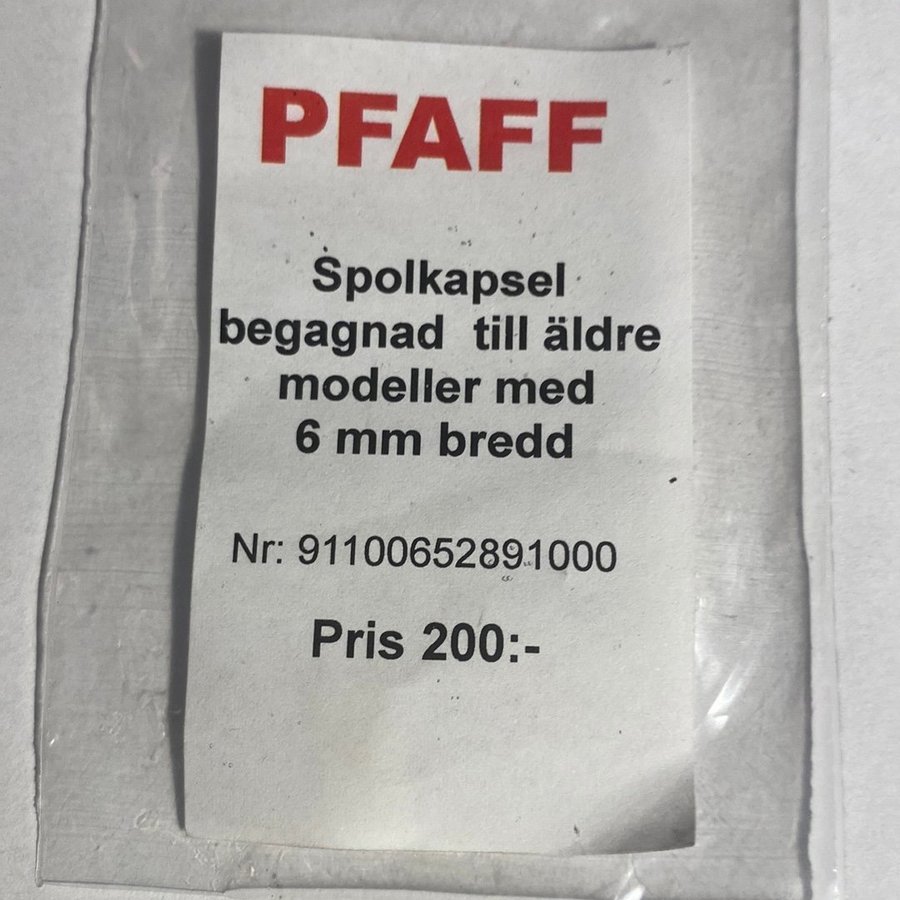 PFAFF
Spolkapsel
begagnad till äldre
modeller med
6 mm bredd
Nr: 91100652891000
Pris 200:-